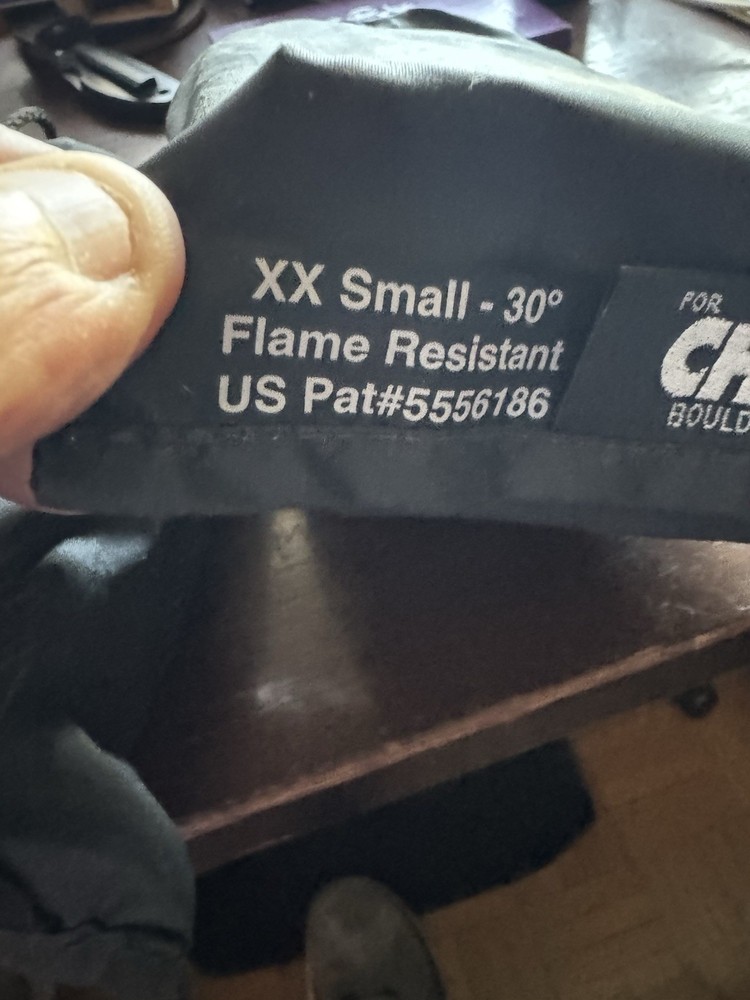 XX Small - 30°
Flame Resistant
US Pat#5556186
FOR